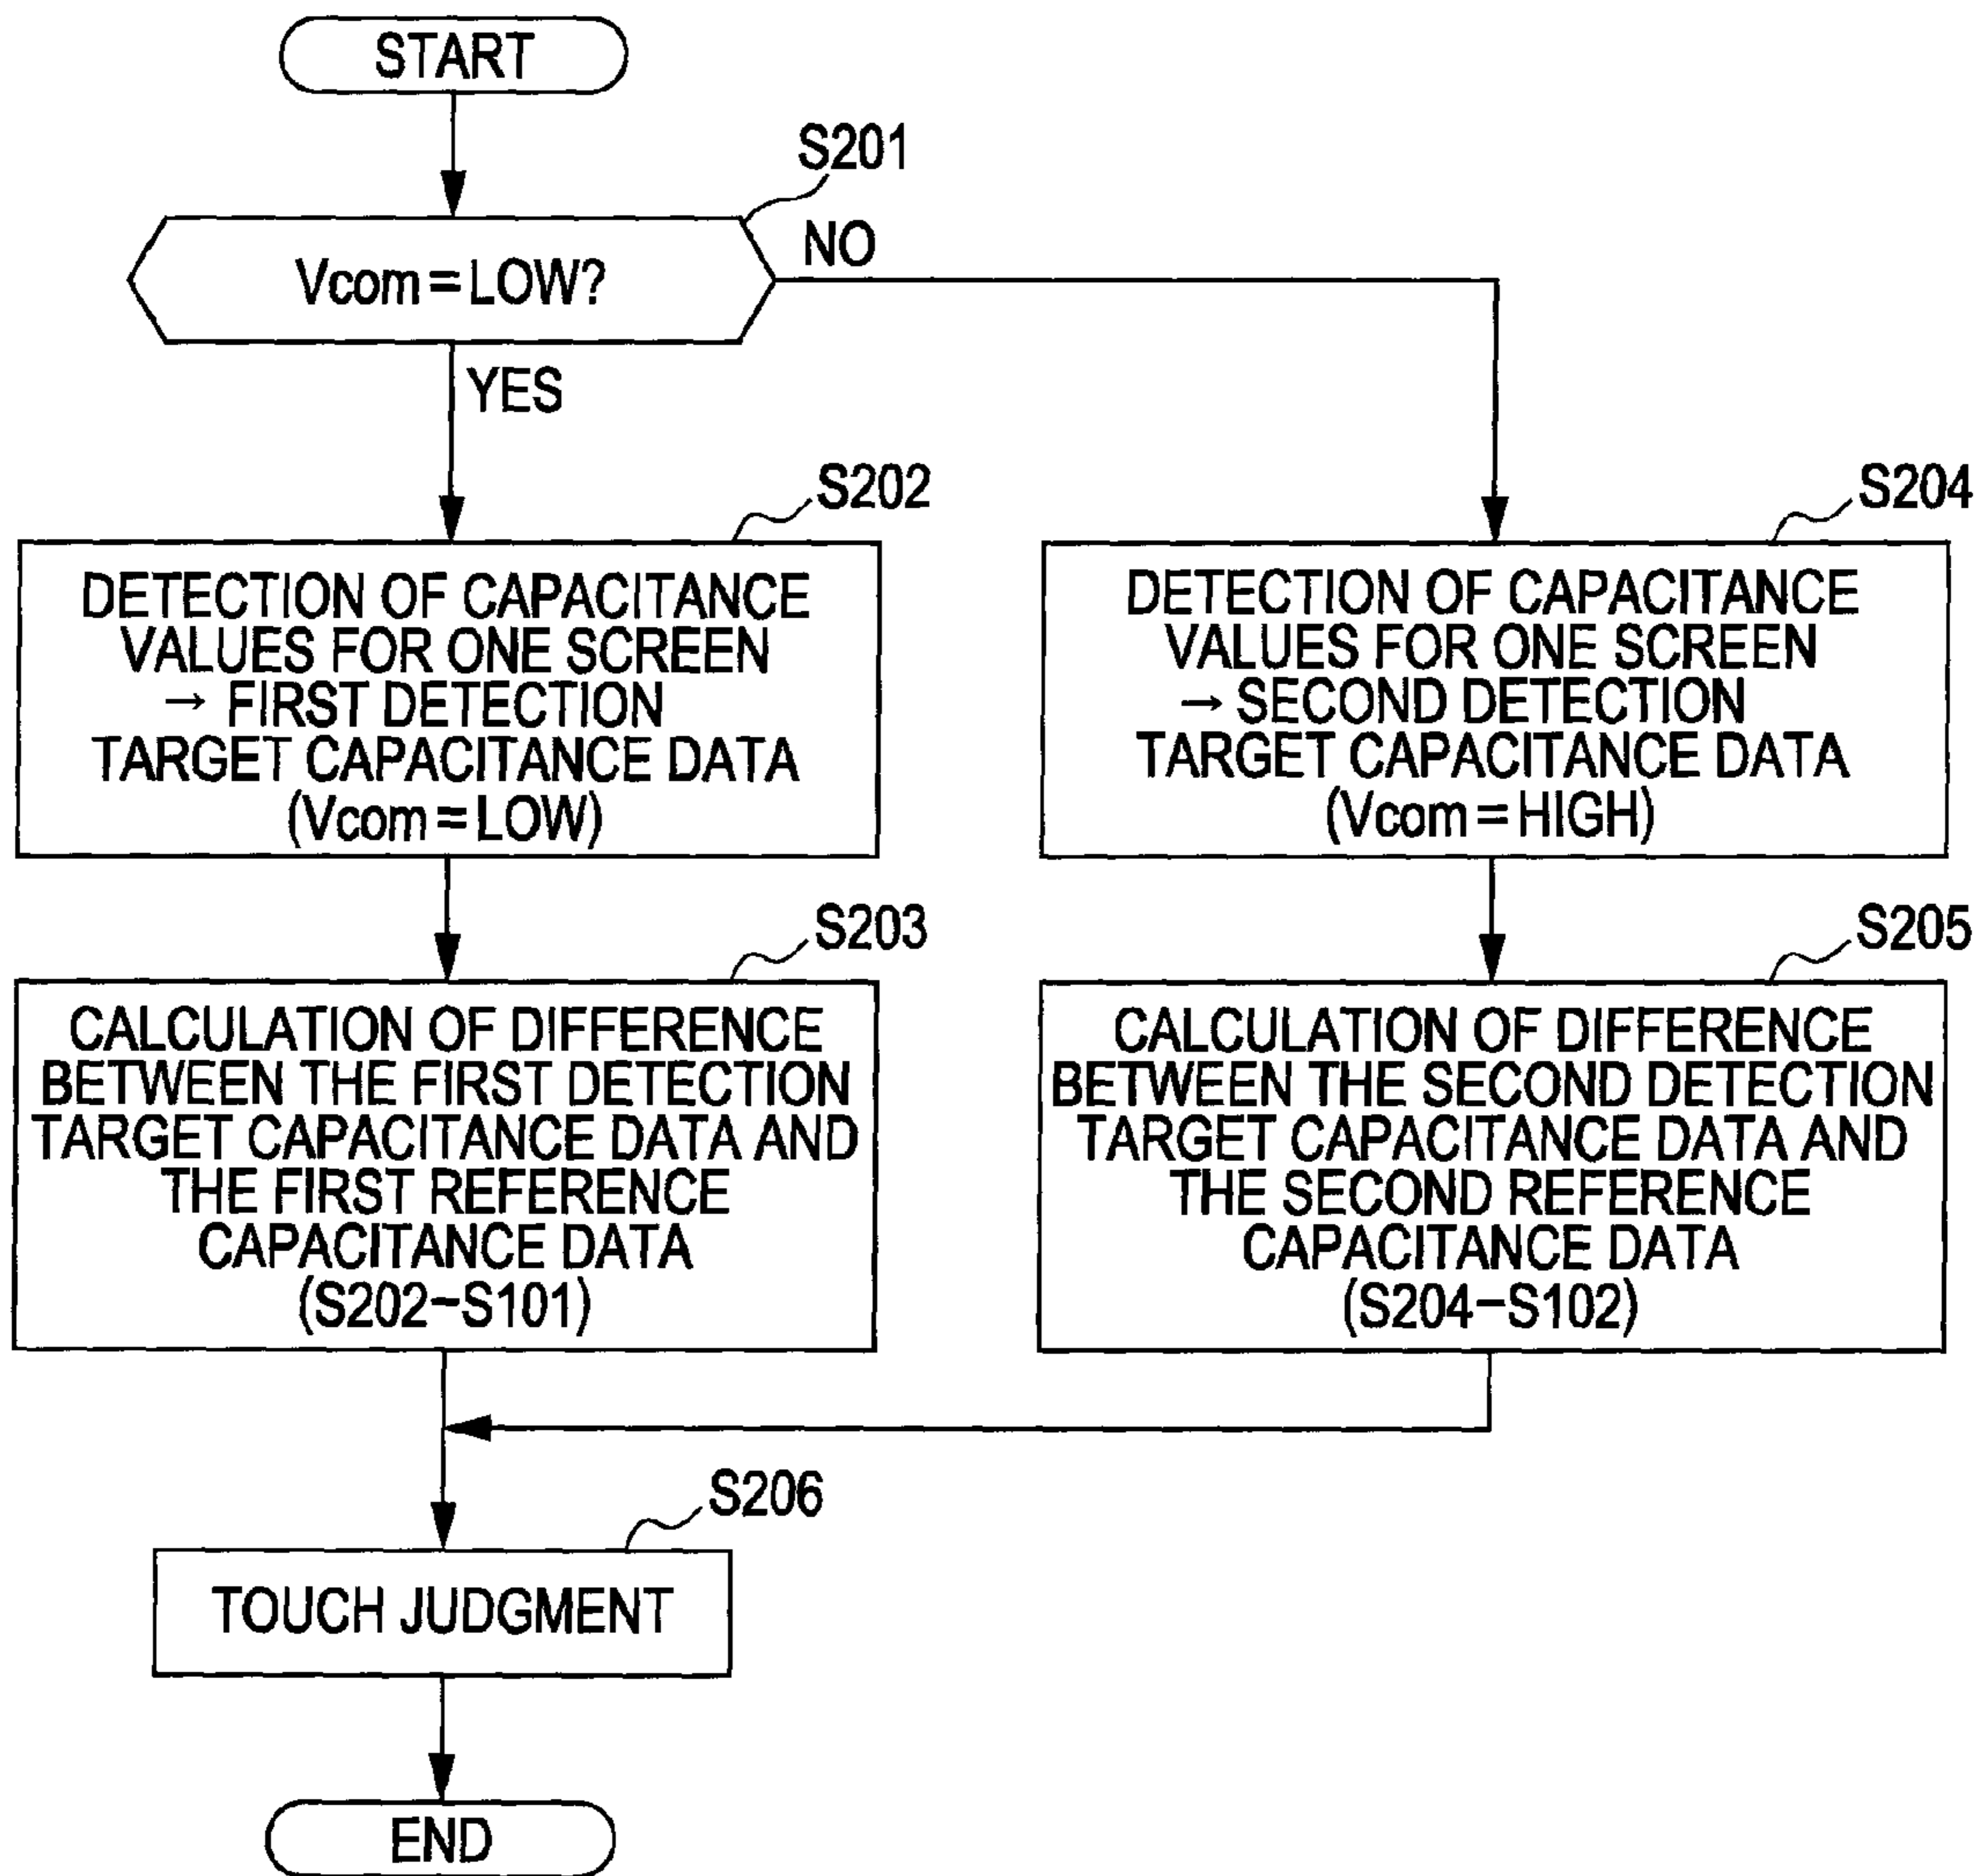 START
S201
Vcom=LOW?
NO
YES
S202
DETECTION OF CAPACITANCE
VALUES FOR ONE SCREEN
→ FIRST DETECTION
TARGET CAPACITANCE DATA
(Vcom=LOW)
S204
DETECTION OF CAPACITANCE
VALUES FOR ONE SCREEN
→ SECOND DETECTION
TARGET CAPACITANCE DATA
(Vcom=HIGH)
S203
CALCULATION OF DIFFERENCE
BETWEEN THE FIRST DETECTION
TARGET CAPACITANCE DATA AND
THE FIRST REFERENCE
CAPACITANCE DATA
(S202-S101)
S205
CALCULATION OF DIFFERENCE
BETWEEN THE SECOND DETECTION
TARGET CAPACITANCE DATA AND
THE SECOND REFERENCE
CAPACITANCE DATA
(S204-S102)
S206
TOUCH JUDGMENT
END